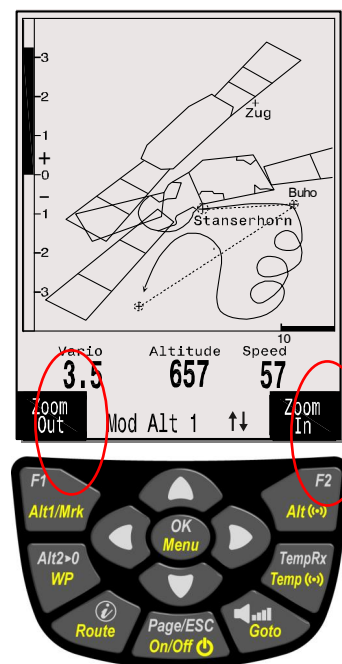 3
2
Zug
1
+
0
Buho
−
1
Stanserhorn
2
3
10
Vario Altitude Speed
3.5 657 57
Zoom Out
Mod Alt 1 ↑↓
Zoom In
F1
Alt1/Mrk
F2
Alt
OK
Menu
Alt2▸0
WP
TempRx
Temp
i
Route
Page/ESC
On/Off
Goto